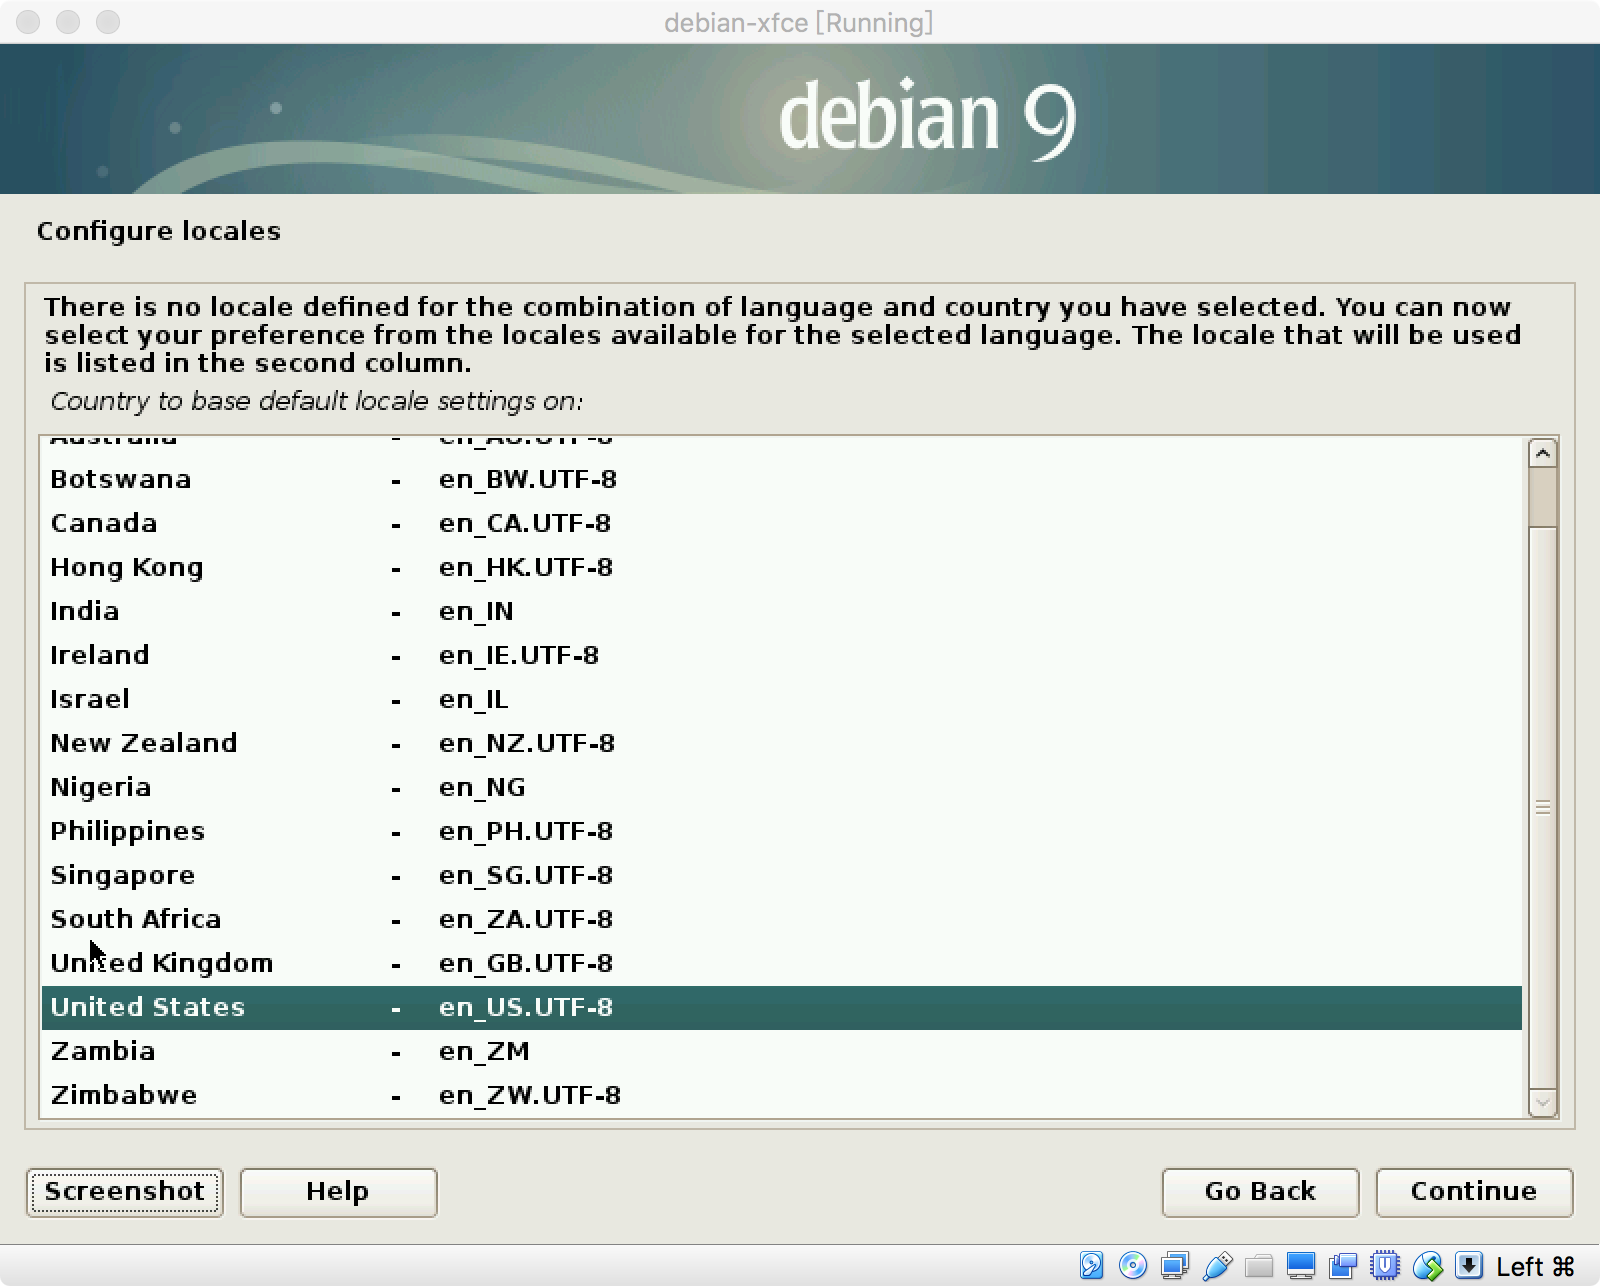 debian-xfce [Running]
debian 9
Configure locales
There is no locale defined for the combination of language and country you have selected. You can now
select your preference from the locales available for the selected language. The locale that will be used
is listed in the second column.
Country to base default locale settings on:
Australia - en_AU.UTF-8
Botswana - en_BW.UTF-8
Canada - en_CA.UTF-8
Hong Kong - en_HK.UTF-8
India - en_IN
Ireland - en_IE.UTF-8
Israel - en_IL
New Zealand - en_NZ.UTF-8
Nigeria - en_NG
Philippines - en_PH.UTF-8
Singapore - en_SG.UTF-8
South Africa - en_ZA.UTF-8
United Kingdom - en_GB.UTF-8
United States - en_US.UTF-8
Zambia - en_ZM
Zimbabwe - en_ZW.UTF-8
Screenshot Help Go Back Continue
Left ⌘